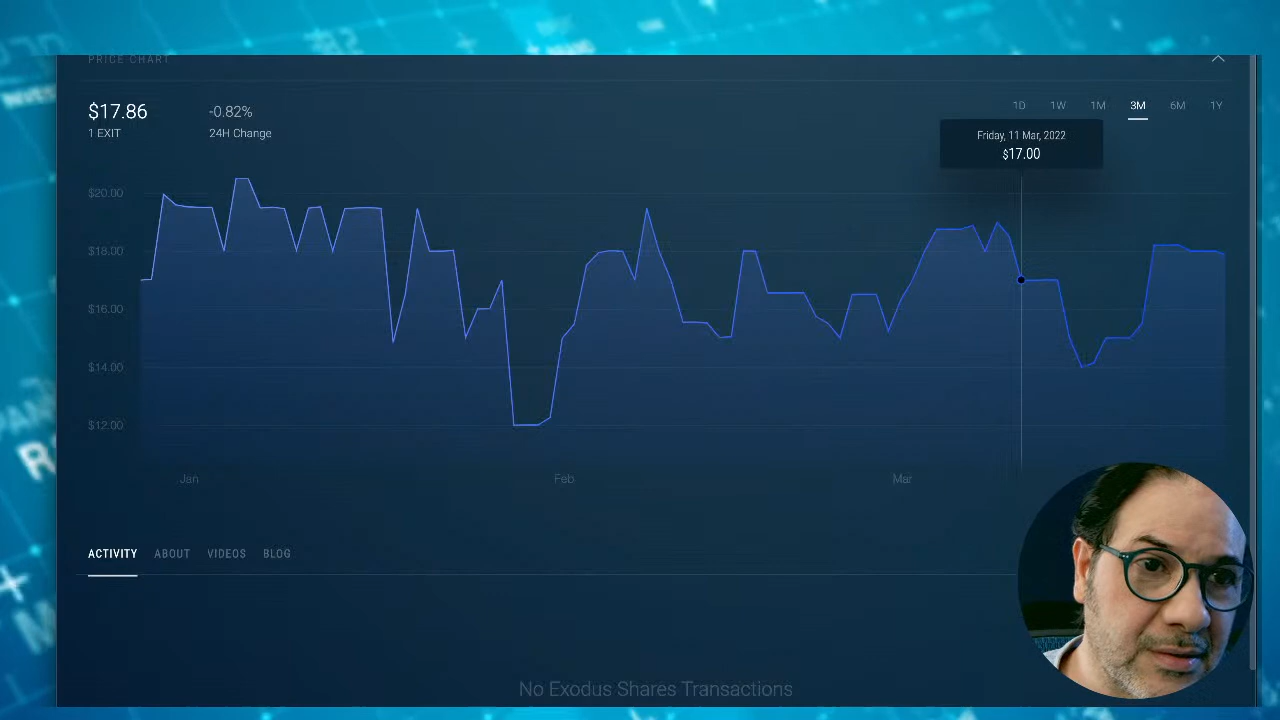 PRICE CHART
$17.86
-0.82%
1 EXIT
24H Change
1D 1W 1M 3M 6M 1Y
Friday, 11 Mar, 2022
$17.00
$20.00
$18.00
$16.00
$14.00
$12.00
Jan Feb Mar
ACTIVITY ABOUT VIDEOS BLOG
No Exodus Shares Transactions